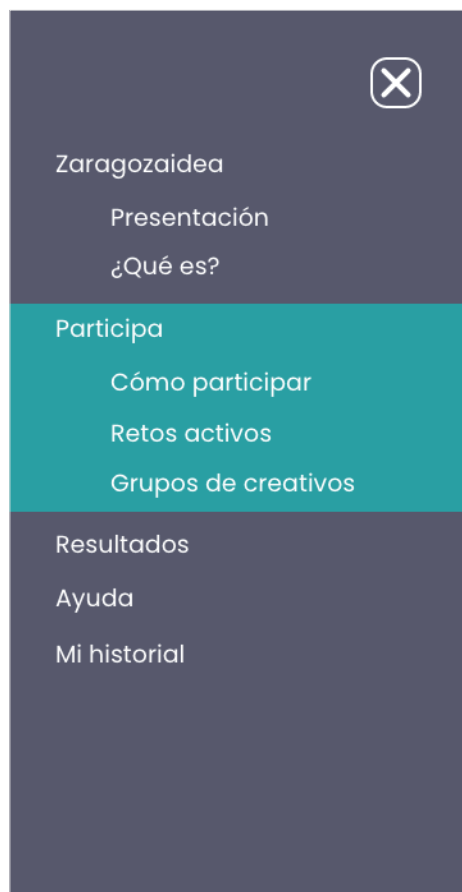 Zaragozaidea
Presentación
¿Qué es?
Participa
Cómo participar
Retos activos
Grupos de creativos
Resultados
Ayuda
Mi historial